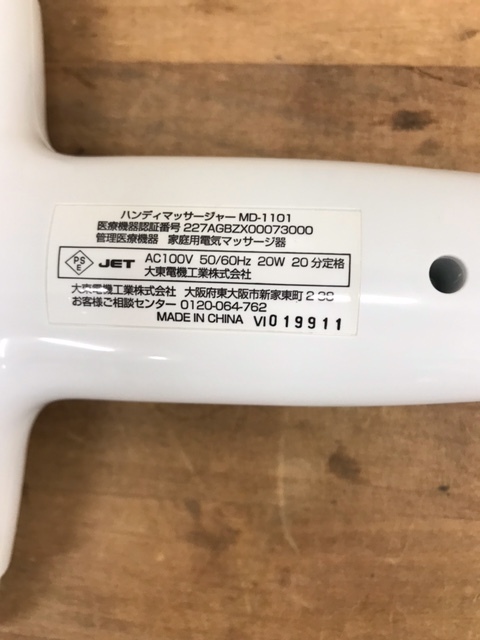 ハンディマッサージャー MD-1101
医療機器認証番号 227AGBZX00073000
管理医療機器 家庭用電気マッサージ器
PSE JET AC100V 50/60Hz 20W 20分定格
大東電機工業株式会社
大東電機工業株式会社 大阪府東大阪市新家東町
お客様ご相談センター 0120-064-762
MADE IN CHINA VI019911